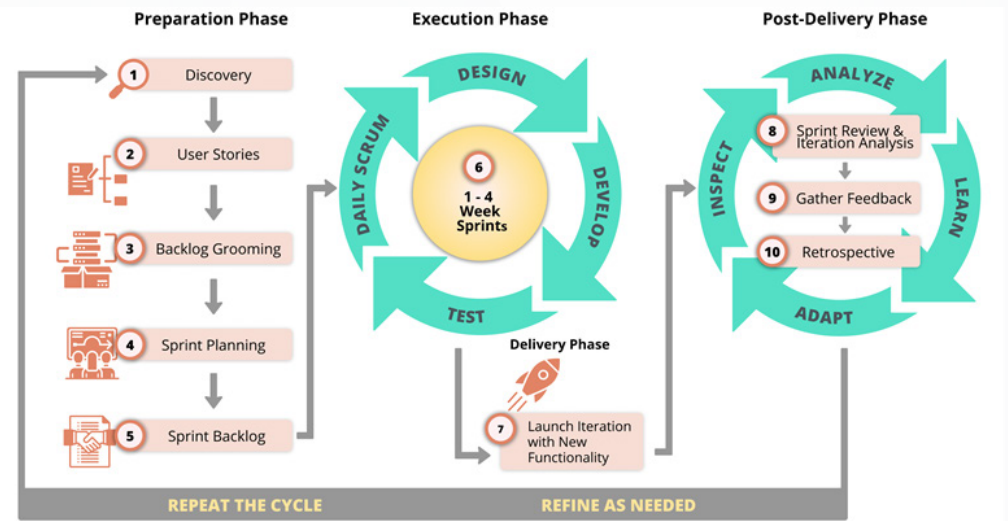 Preparation Phase
1
Discovery
2
User Stories
3
Backlog Grooming
4
Sprint Planning
5
Sprint Backlog
Execution Phase
DESIGN
DEVELOP
TEST
DAILY SCRUM
6
1 - 4
Week
Sprints
Delivery Phase
7
Launch Iteration
with New
Functionality
Post-Delivery Phase
ANALYZE
LEARN
ADAPT
INSPECT
8
Sprint Review &
Iteration Analysis
9
Gather Feedback
10
Retrospective
REPEAT THE CYCLE
REFINE AS NEEDED